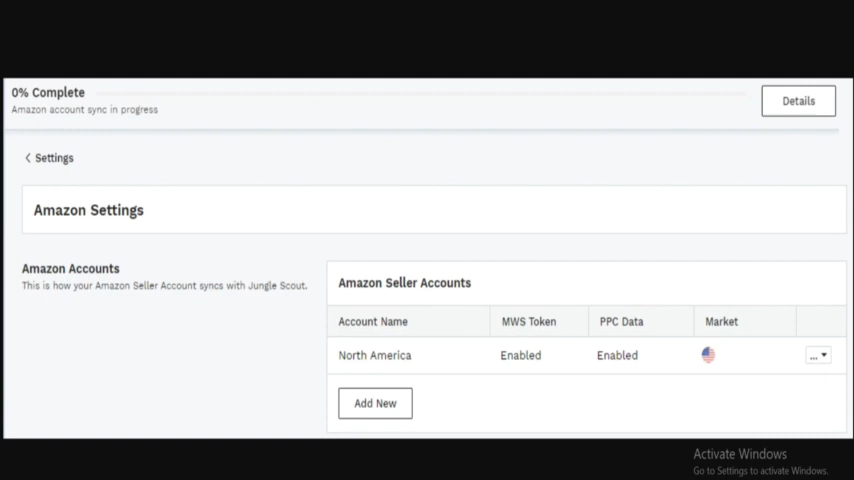 0% Complete
Amazon account sync in progress
Details
Settings
Amazon Settings
Amazon Accounts
This is how your Amazon Seller Account syncs with Jungle Scout.
Amazon Seller Accounts
Account Name MWS Token PPC Data Market
North America Enabled Enabled ...
Add New
Activate Windows
Go to Settings to activate Windows.